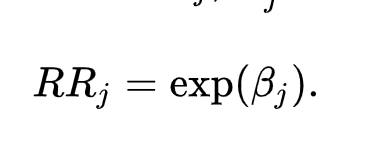 RR_j = exp(β_j).